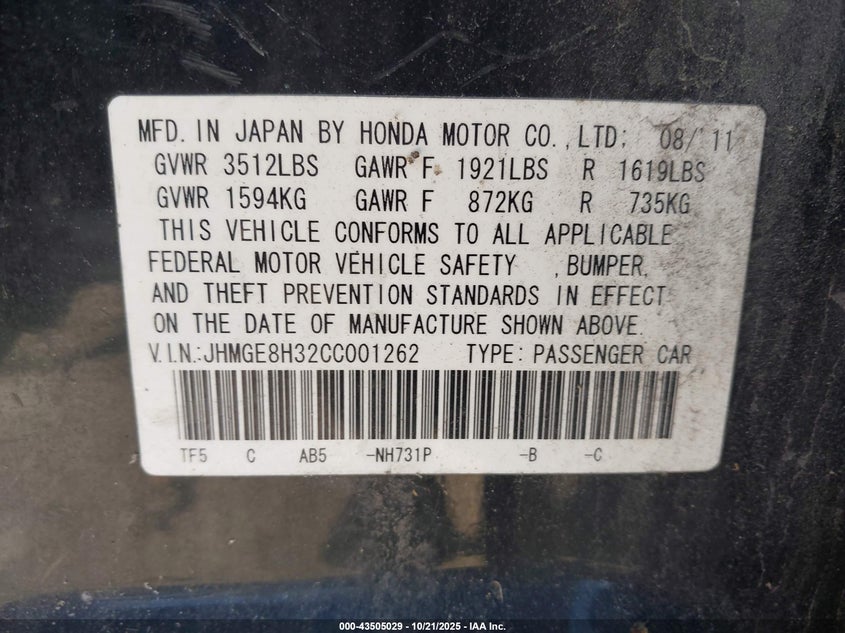 MFD. IN JAPAN BY HONDA MOTOR CO., LTD; 08/'11
GVWR 3512LBS GAWR F 1921LBS R 1619LBS
GVWR 1594KG GAWR F 872KG R 735KG
THIS VEHICLE CONFORMS TO ALL APPLICABLE
FEDERAL MOTOR VEHICLE SAFETY , BUMPER,
AND THEFT PREVENTION STANDARDS IN EFFECT
ON THE DATE OF MANUFACTURE SHOWN ABOVE.
V.I.N.:JHMGE8H32CC001262 TYPE: PASSENGER CAR
TF5 C AB5 -NH731P -B -C
000-43505029 - 10/21/2025 - IAA Inc.